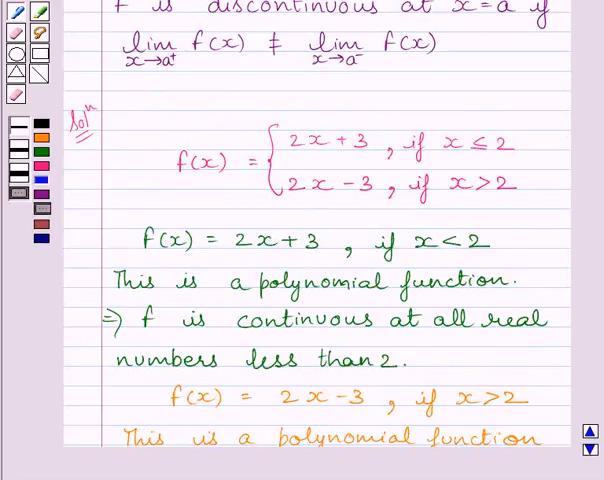 f is discontinuous at x=a if
lim x→a⁺ f(x) ≠ lim x→a⁻ f(x)
Solⁿ
f(x) = { 2x+3 , if x ≤ 2
2x-3 , if x>2
f(x) = 2x+3 , if x<2
This is a polynomial function.
⇒ f is continuous at all real
numbers less than 2.
f(x) = 2x-3 , if x>2
This is a polynomial function